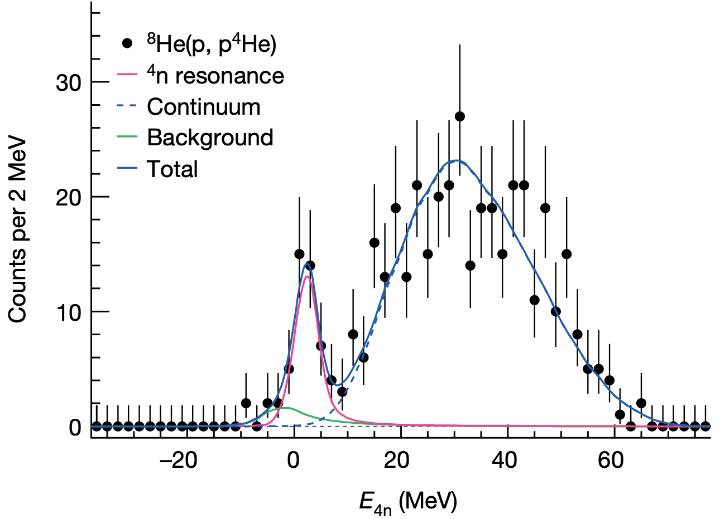 ⁸He(p, p⁴He)
⁴n resonance
Continuum
Background
Total
Counts per 2 MeV
30
20
10
0
−20
0
20
40
60
E₄ₙ (MeV)